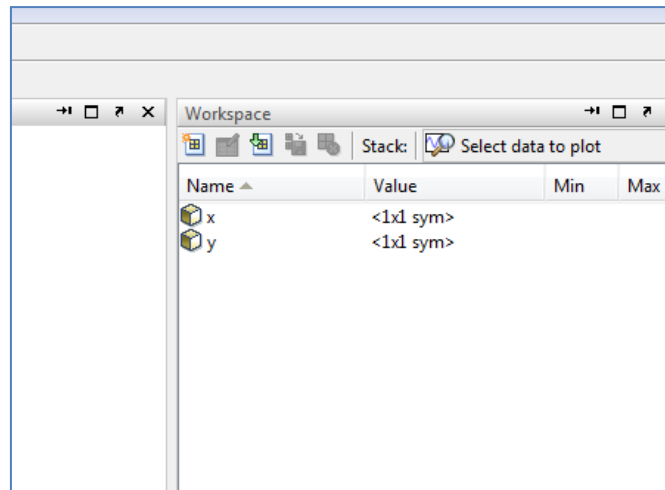 Workspace
Stack: Select data to plot
Name Value Min Max
x <1x1 sym>
y <1x1 sym>